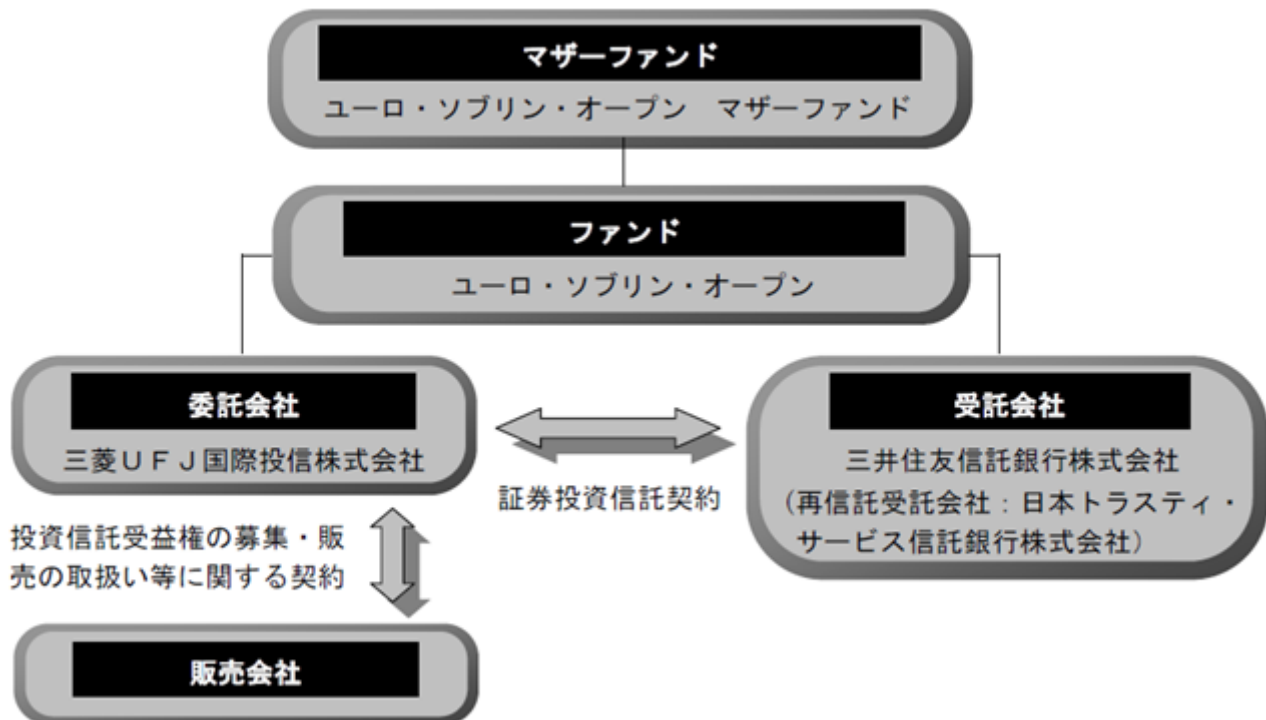 マザーファンド
ユーロ・ソブリン・オープン　マザーファンド
ファンド
ユーロ・ソブリン・オープン
委託会社
三菱ＵＦＪ国際投信株式会社
証券投資信託契約
受託会社
三井住友信託銀行株式会社
（再信託受託会社：日本トラスティ・
サービス信託銀行株式会社）
投資信託受益権の募集・販
売の取扱い等に関する契約
販売会社